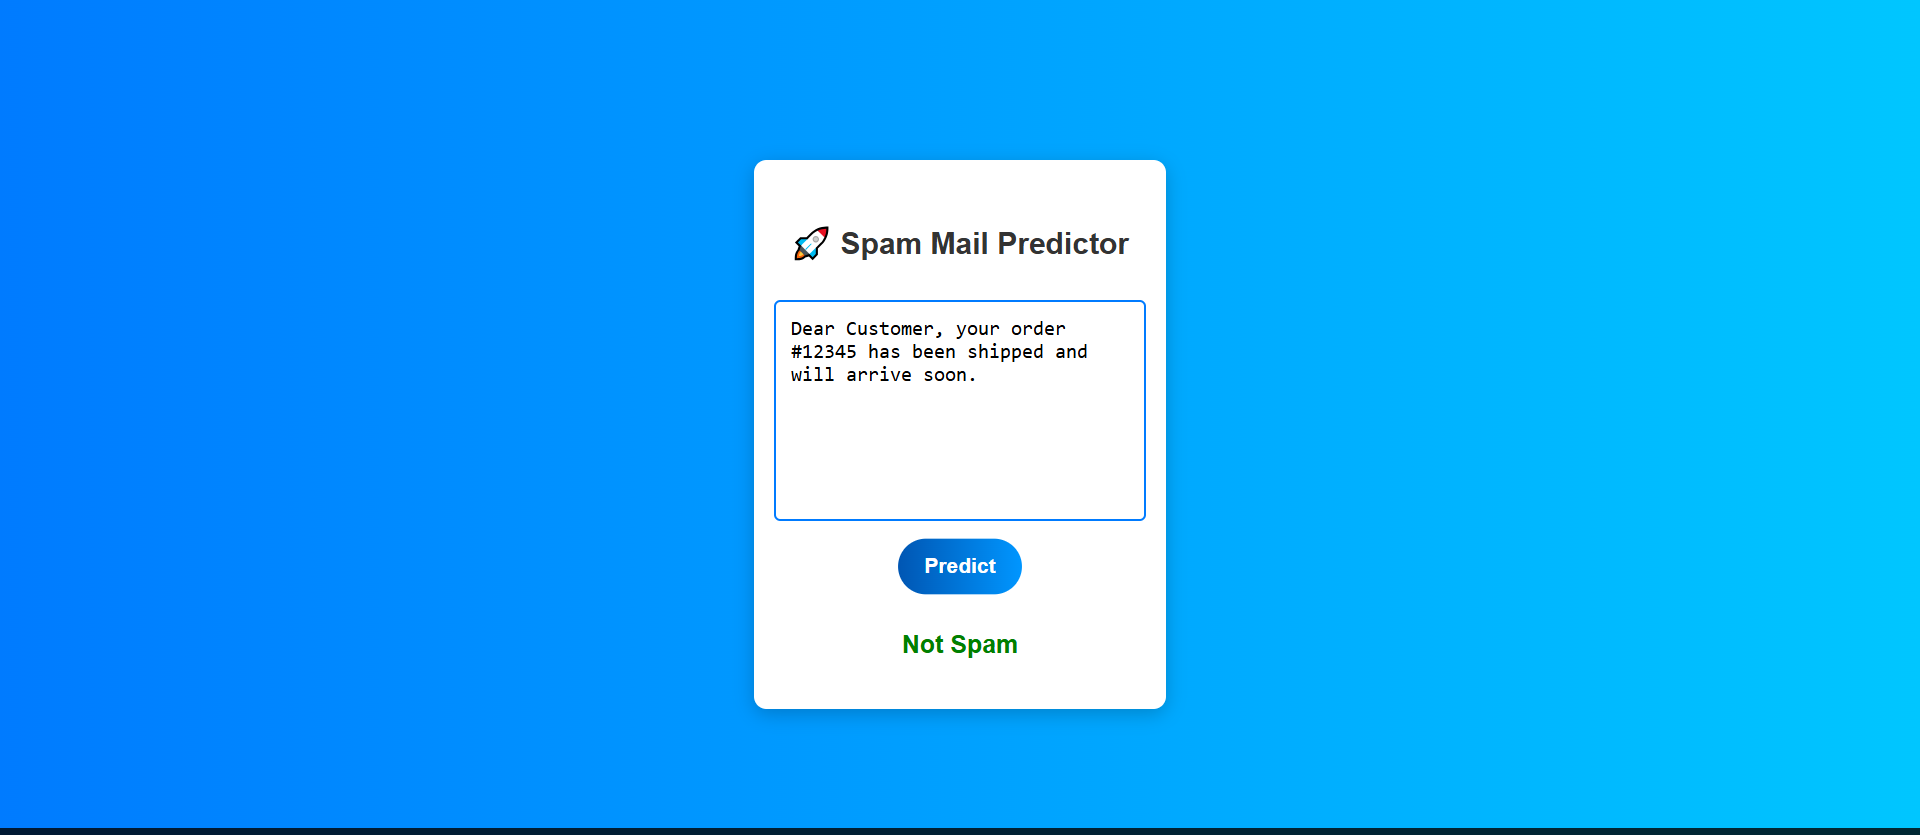 🚀 Spam Mail Predictor
Dear Customer, your order
#12345 has been shipped and
will arrive soon.
Predict
Not Spam